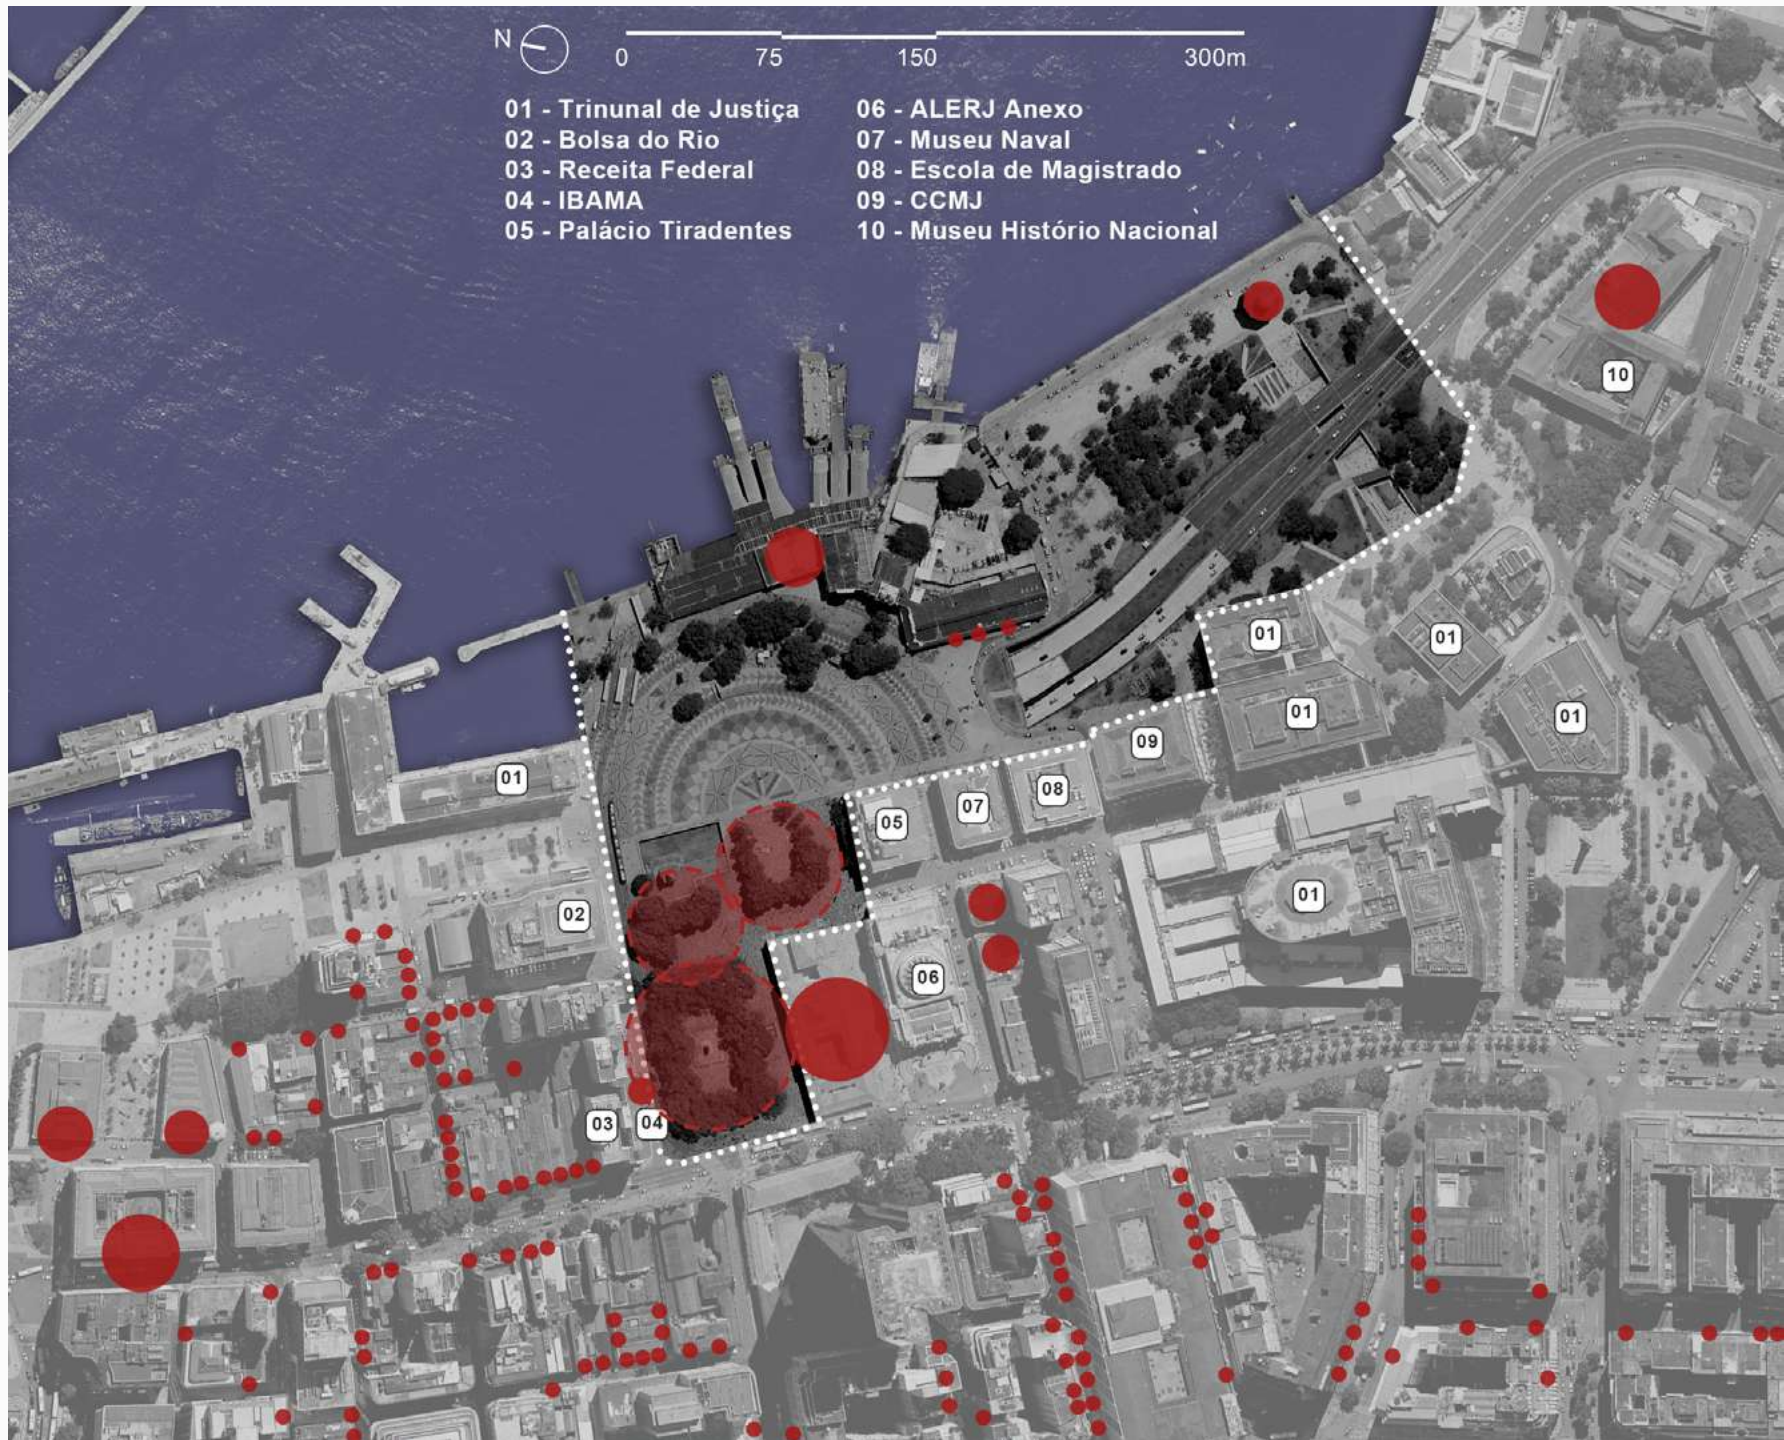 N
0 75 150 300m
01 - Trinunal de Justiça
02 - Bolsa do Rio
03 - Receita Federal
04 - IBAMA
05 - Palácio Tiradentes
06 - ALERJ Anexo
07 - Museu Naval
08 - Escola de Magistrado
09 - CCMJ
10 - Museu Histório Nacional
10
01
01
01
01
01
09
01
08
07
05
02
01
06
03
04